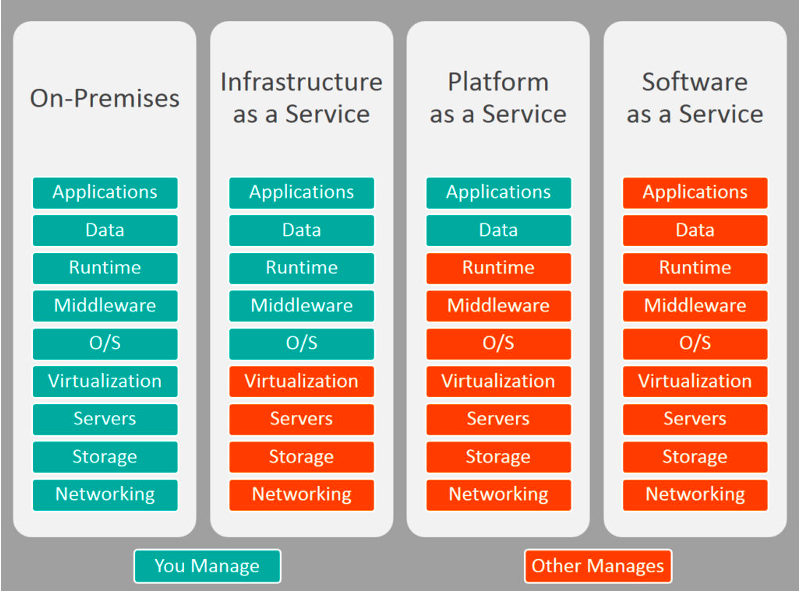 On-Premises
Applications
Data
Runtime
Middleware
O/S
Virtualization
Servers
Storage
Networking
Infrastructure
as a Service
Applications
Data
Runtime
Middleware
O/S
Virtualization
Servers
Storage
Networking
Platform
as a Service
Applications
Data
Runtime
Middleware
O/S
Virtualization
Servers
Storage
Networking
Software
as a Service
Applications
Data
Runtime
Middleware
O/S
Virtualization
Servers
Storage
Networking
You Manage
Other Manages